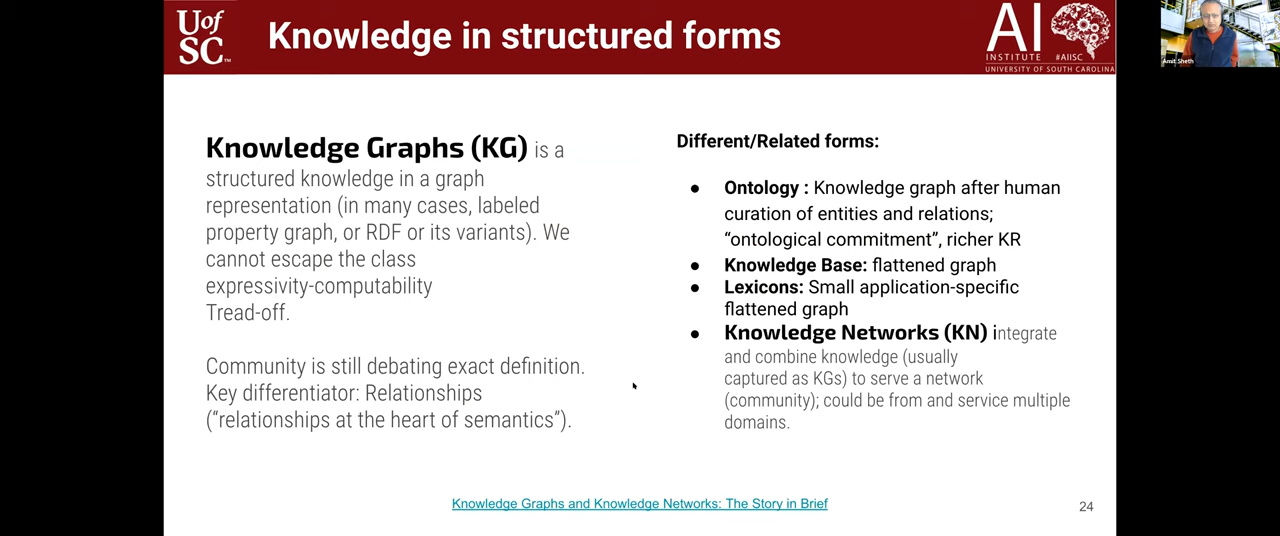 UofSC™
Knowledge in structured forms
AI
INSTITUTE #AIISC
UNIVERSITY OF SOUTH CAROLINA
Amit Sheth
Knowledge Graphs (KG) is a
structured knowledge in a graph
representation (in many cases, labeled
property graph, or RDF or its variants). We
cannot escape the class
expressivity-computability
Tread-off.
Community is still debating exact definition.
Key differentiator: Relationships
(“relationships at the heart of semantics”).
Different/Related forms:
● Ontology : Knowledge graph after human
curation of entities and relations;
“ontological commitment”, richer KR
● Knowledge Base: flattened graph
● Lexicons: Small application-specific
flattened graph
● Knowledge Networks (KN) integrate
and combine knowledge (usually
captured as KGs) to serve a network
(community); could be from and service multiple
domains.
Knowledge Graphs and Knowledge Networks: The Story in Brief
24